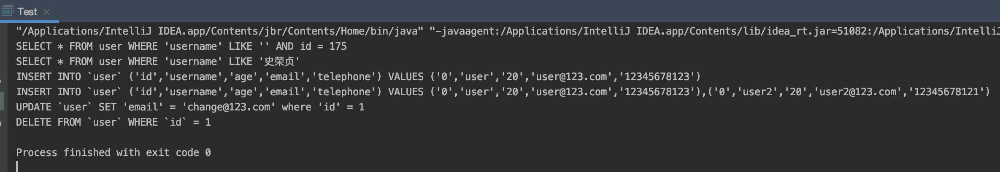 Test
"/Applications/IntelliJ IDEA.app/Contents/jbr/Contents/Home/bin/java" "-javaagent:/Applications/IntelliJ IDEA.app/Contents/lib/idea_rt.jar=51082:/Applications/IntelliJ
SELECT * FROM user WHERE 'username' LIKE '' AND id = 175
SELECT * FROM user WHERE 'username' LIKE '史荣贞'
INSERT INTO `user` ('id','username','age','email','telephone') VALUES ('0','user','20','user@123.com','12345678123')
INSERT INTO `user` ('id','username','age','email','telephone') VALUES ('0','user','20','user@123.com','12345678123'),('0','user2','20','user2@123.com','12345678121')
UPDATE `user` SET 'email' = 'change@123.com' where 'id' = 1
DELETE FROM `user` WHERE `id` = 1
Process finished with exit code 0